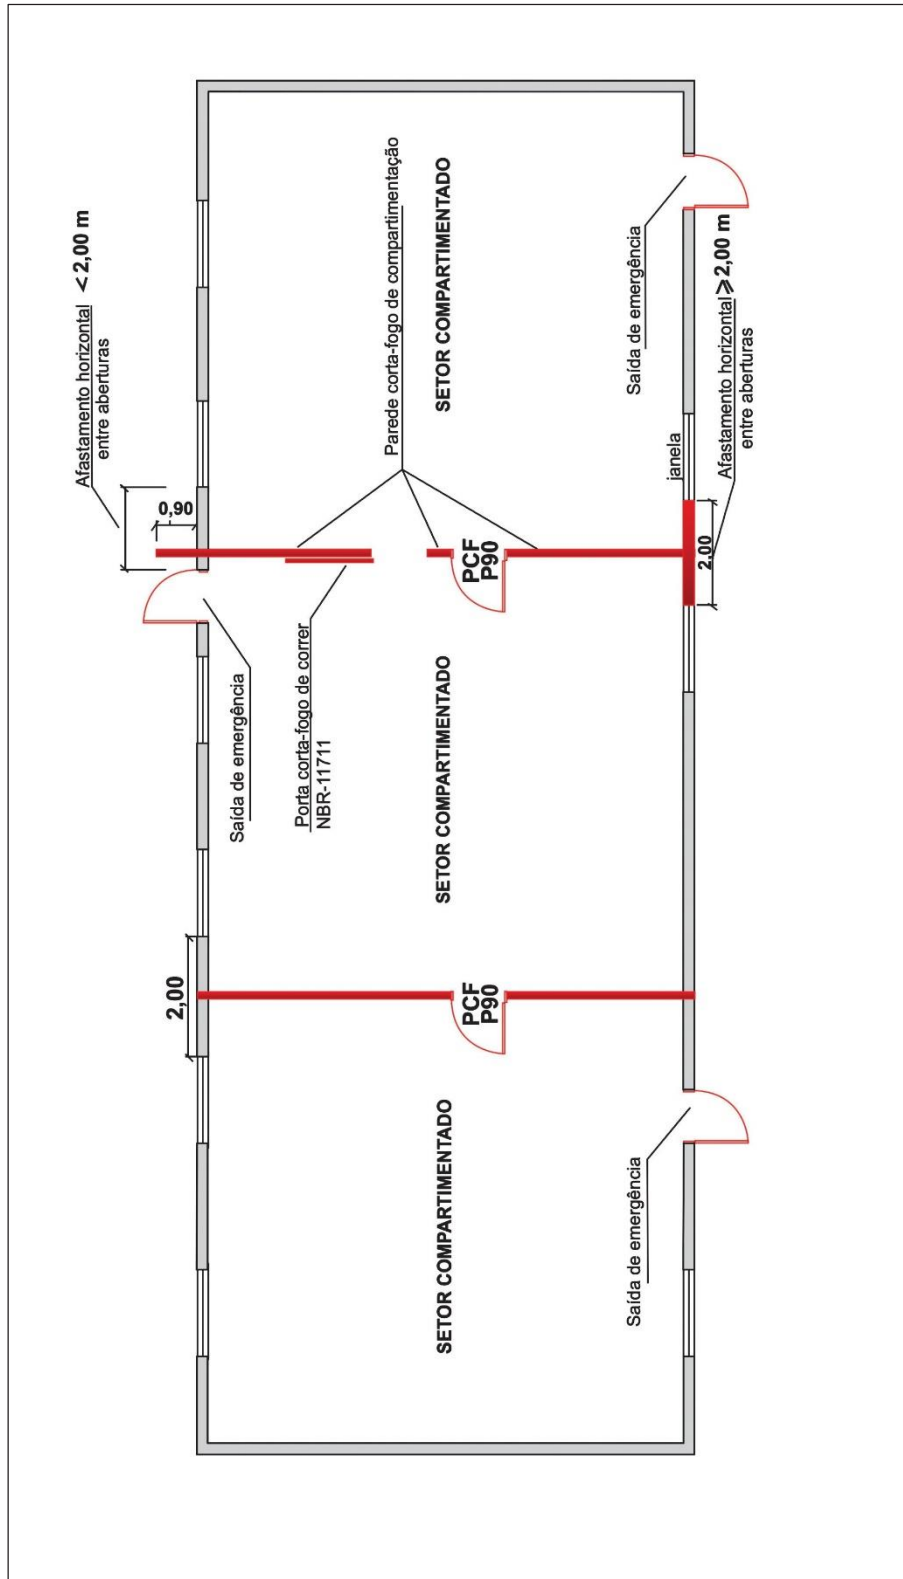 Afastamento horizontal < 2,00 m
entre aberturas
0,90
2,00
Saída de emergência
Porta corta-fogo de correr
NBR-11711
Parede corta-fogo de compartimentação
SETOR COMPARTIMENTADO
SETOR COMPARTIMENTADO
SETOR COMPARTIMENTADO
PCF
P90
PCF
P90
Saída de emergência
Saída de emergência
janela
2,00
Afastamento horizontal ⩾ 2,00 m
entre aberturas